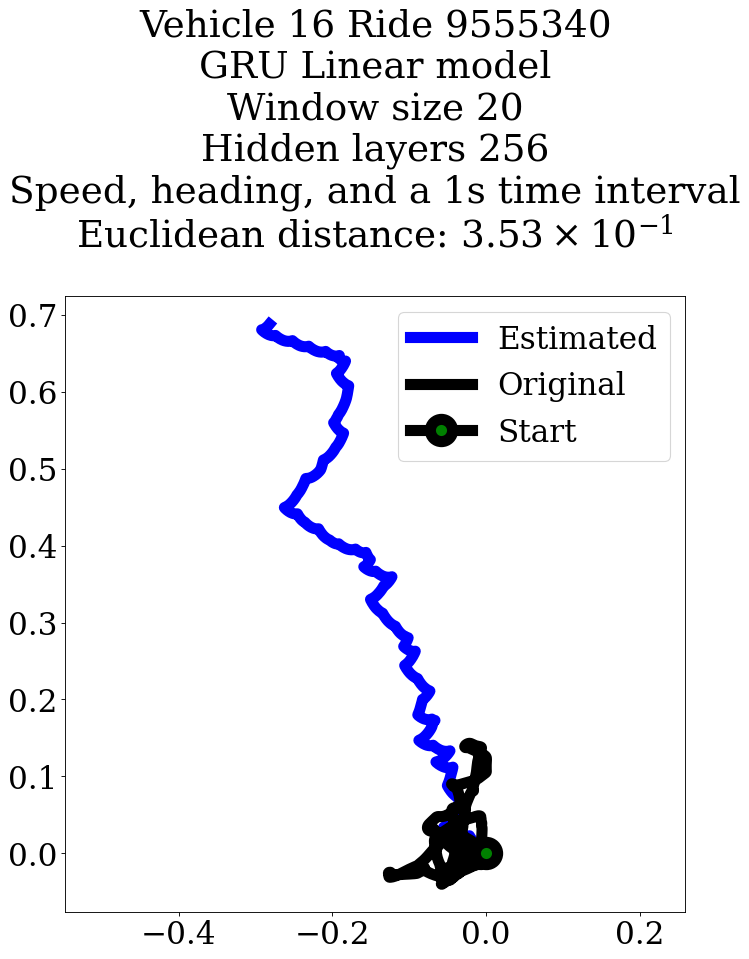 Vehicle 16 Ride 9555340
GRU Linear model
Window size 20
Hidden layers 256
Speed, heading, and a 1s time interval
Euclidean distance: 3.53 × 10⁻¹
Estimated
Original
Start
0.7
0.6
0.5
0.4
0.3
0.2
0.1
0.0
−0.4
−0.2
0.0
0.2